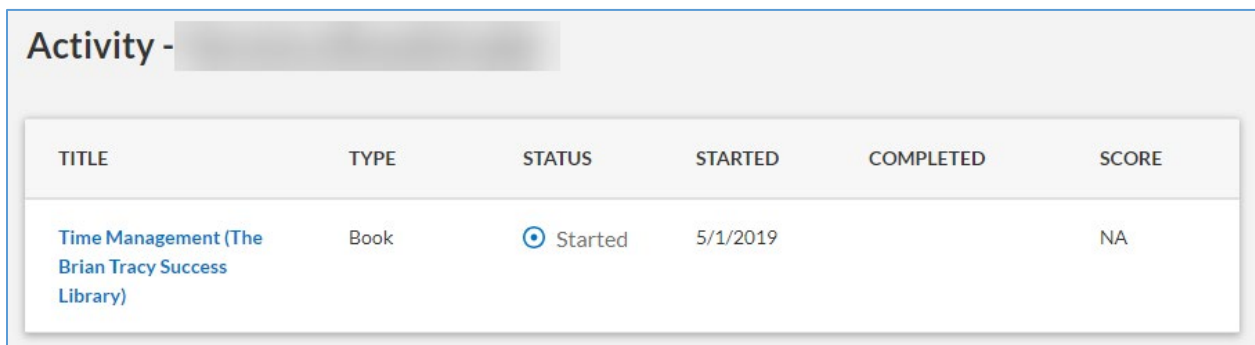 Activity -
TITLE TYPE STATUS STARTED COMPLETED SCORE
Time Management (The Book Started 5/1/2019 NA
Brian Tracy Success
Library)